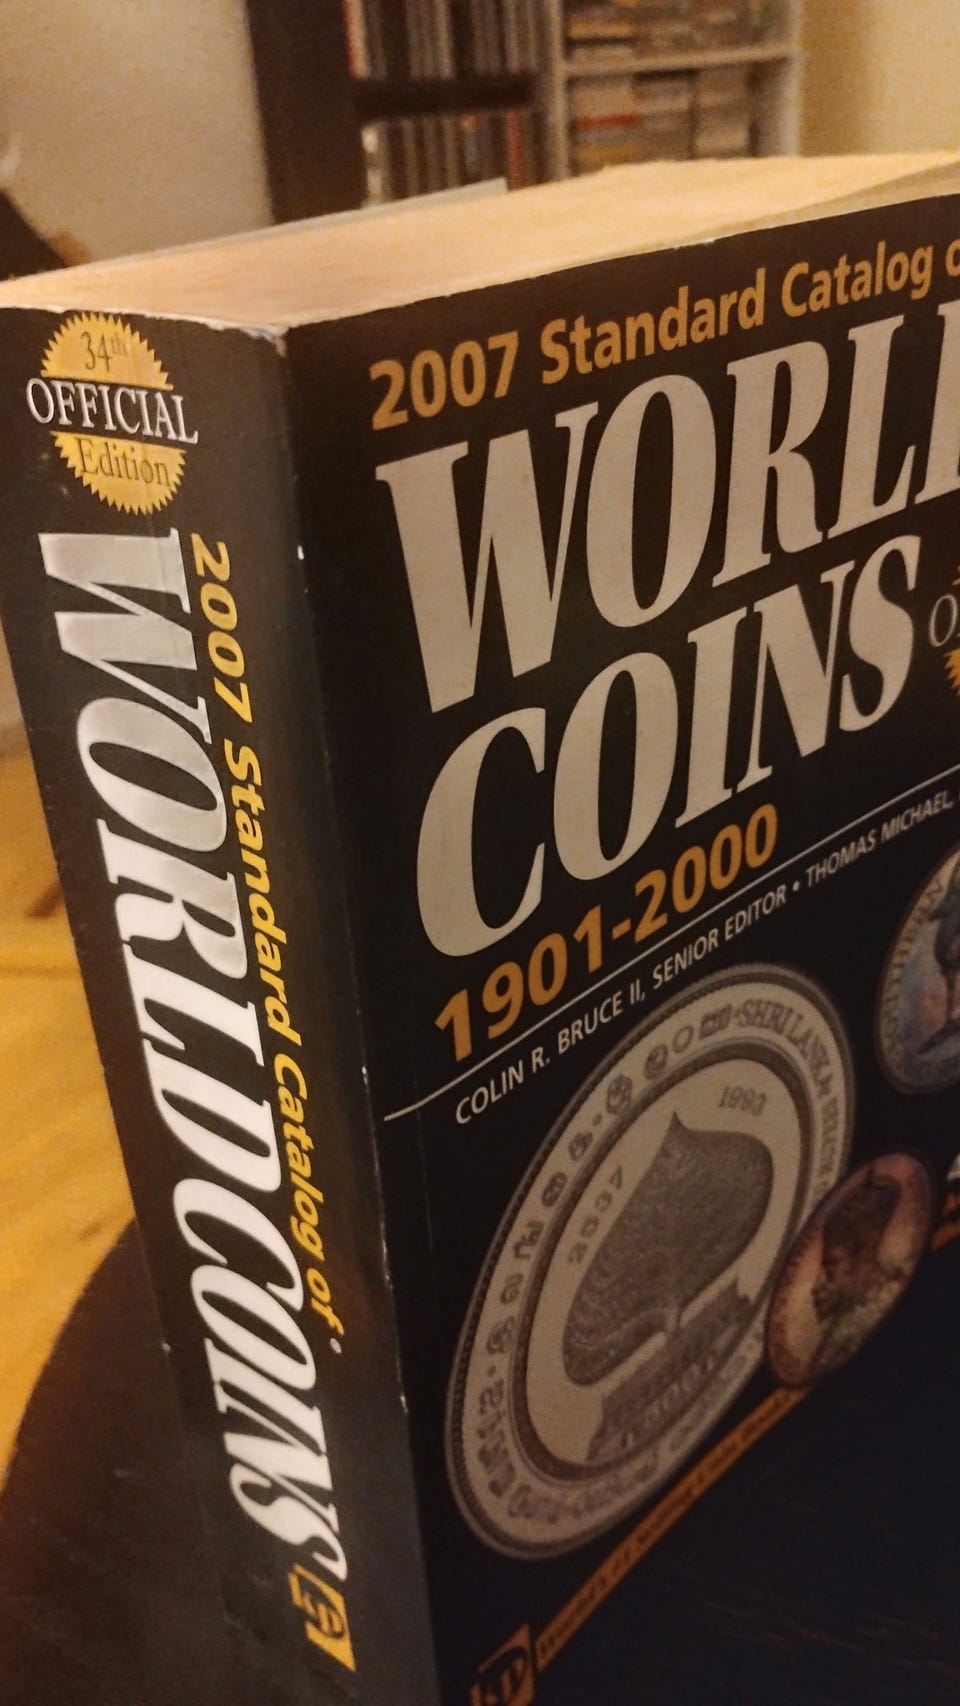 34th
OFFICIAL
Edition
2007 Standard Catalog of
WORLD COINS
2007 Standard Catalog
WORL
COINS
1901-2000
COLIN R. BRUCE II, SENIOR EDITOR • THOMAS MICHAEL,
SHRI LANKA
1993
2537